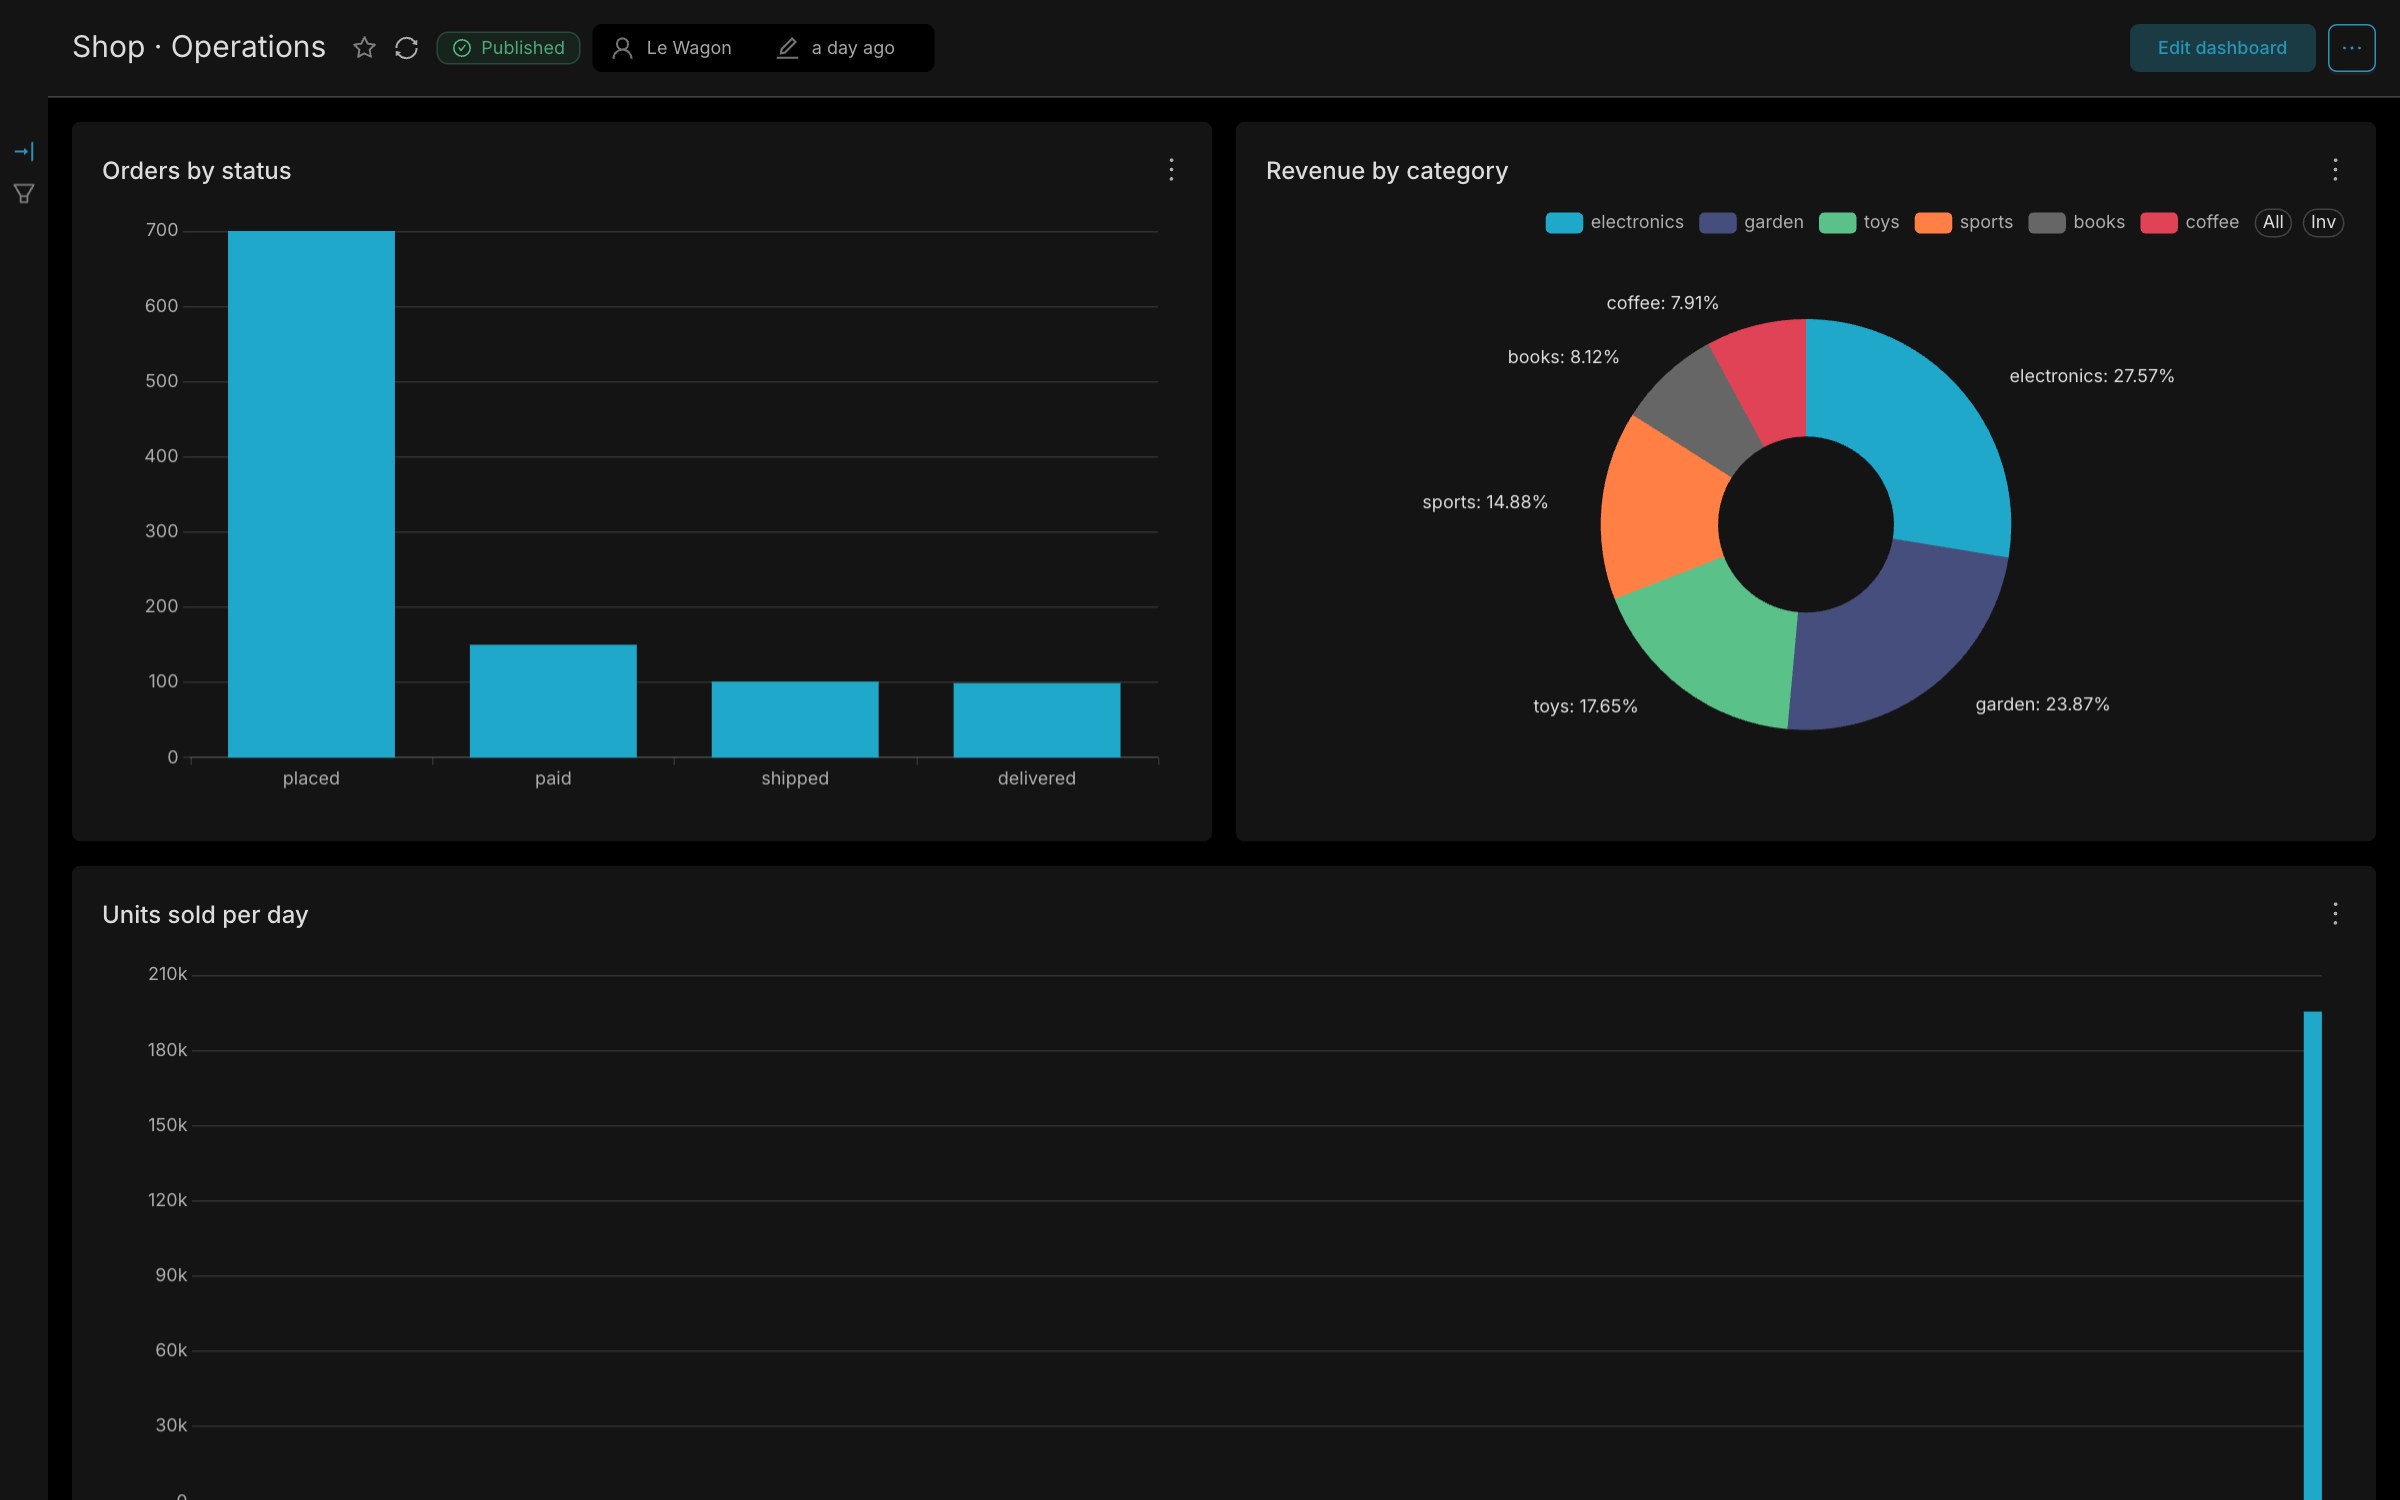 Shop · Operations
Published
Le Wagon
a day ago
Edit dashboard
Orders by status
700
600
500
400
300
200
100
0
placed
paid
shipped
delivered
Revenue by category
electronics
garden
toys
sports
books
coffee
All
Inv
coffee: 7.91%
books: 8.12%
electronics: 27.57%
sports: 14.88%
toys: 17.65%
garden: 23.87%
Units sold per day
210k
180k
150k
120k
90k
60k
30k
0